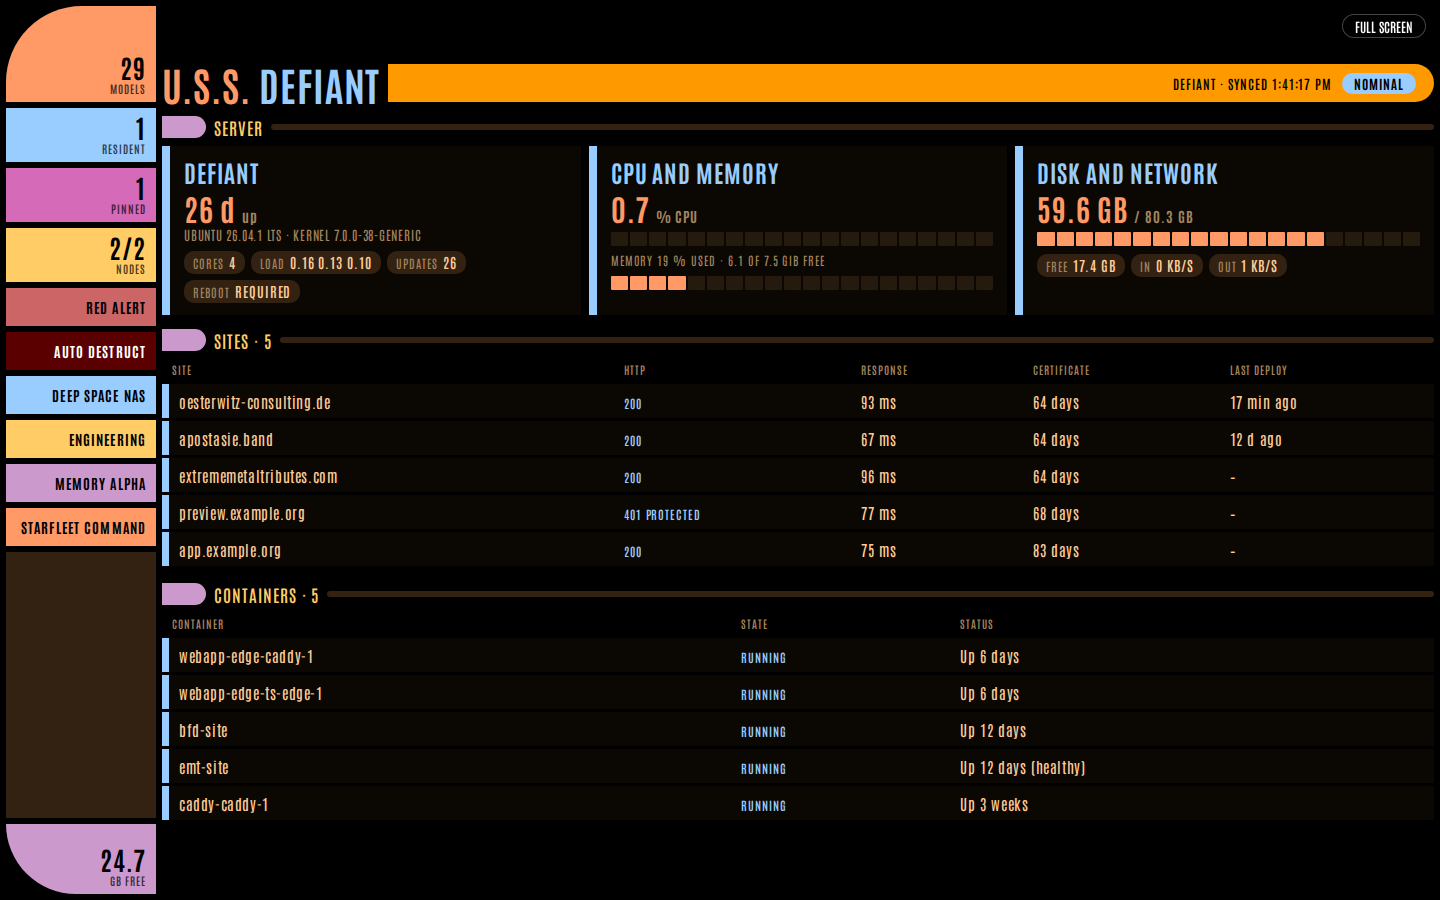 FULL SCREEN
29
MODELS
1
RESIDENT
1
PINNED
2/2
NODES
RED ALERT
AUTO DESTRUCT
DEEP SPACE NAS
ENGINEERING
MEMORY ALPHA
STARFLEET COMMAND
24.7
GB FREE
U.S.S. DEFIANT
DEFIANT · SYNCED 1:41:17 PM NOMINAL
SERVER
DEFIANT
26 d up
UBUNTU 26.04.1 LTS · KERNEL 7.0.0-38-GENERIC
CORES 4 LOAD 0.16 0.13 0.10 UPDATES 26
REBOOT REQUIRED
CPU AND MEMORY
0.7 % CPU
MEMORY 19 % USED · 6.1 OF 7.5 GIB FREE
DISK AND NETWORK
59.6 GB / 80.3 GB
FREE 17.4 GB IN 0 KB/S OUT 1 KB/S
SITES · 5
SITE HTTP RESPONSE CERTIFICATE LAST DEPLOY
oesterwitz-consulting.de 200 93 ms 64 days 17 min ago
apostasie.band 200 67 ms 64 days 12 d ago
extrememetaltributes.com 200 96 ms 64 days –
preview.example.org 401 PROTECTED 77 ms 68 days –
app.example.org 200 75 ms 83 days –
CONTAINERS · 5
CONTAINER STATE STATUS
webapp-edge-caddy-1 RUNNING Up 6 days
webapp-edge-ts-edge-1 RUNNING Up 6 days
bfd-site RUNNING Up 12 days
emt-site RUNNING Up 12 days (healthy)
caddy-caddy-1 RUNNING Up 3 weeks